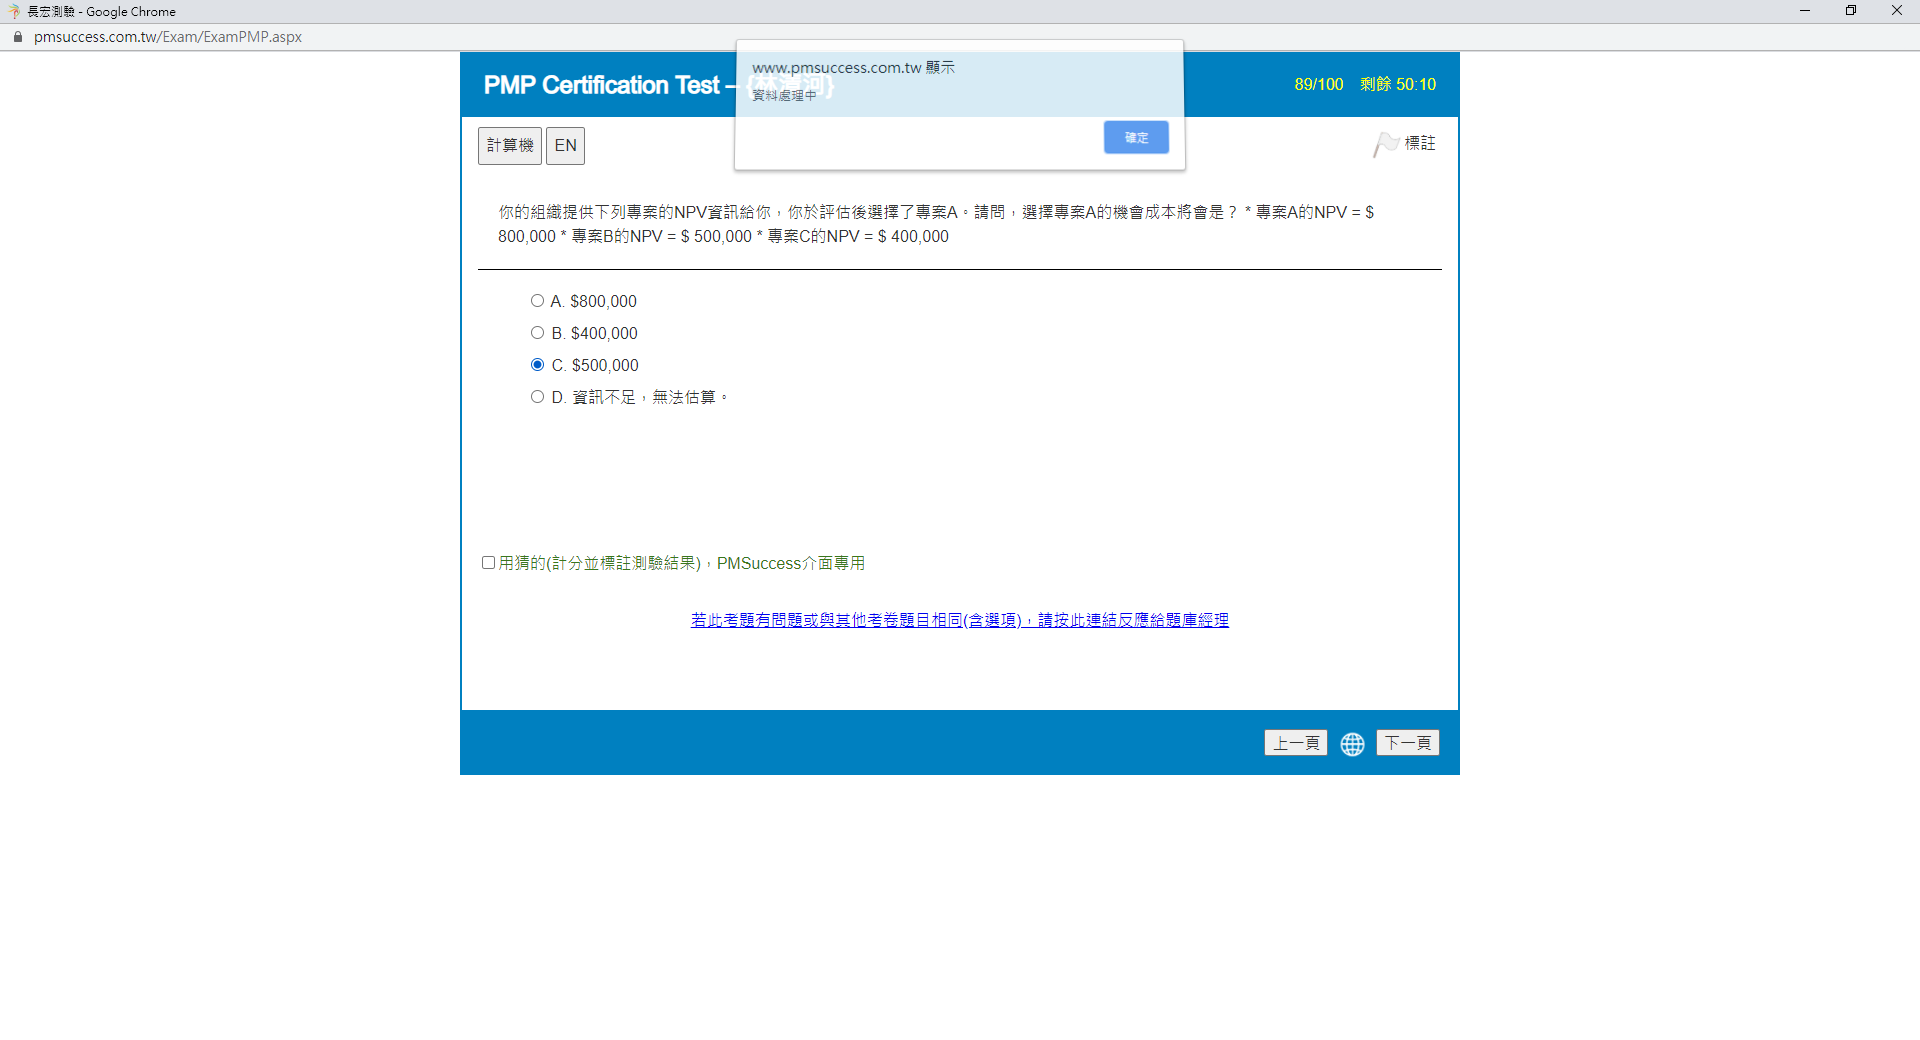 長宏測驗 - Google Chrome
pmsuccess.com.tw/Exam/ExamPMP.aspx
www.pmsuccess.com.tw 顯示
資料處理中
確定
PMP Certification Test – {林漳河}
89/100 剩餘 50:10
計算機 EN
標註
你的組織提供下列專案的NPV資訊給你，你於評估後選擇了專案A。請問，選擇專案A的機會成本將會是？ * 專案A的NPV = $
800,000 * 專案B的NPV = $ 500,000 * 專案C的NPV = $ 400,000
A. $800,000
B. $400,000
C. $500,000
D. 資訊不足，無法估算。
用猜的(計分並標註測驗結果)，PMSuccess介面專用
若此考題有問題或與其他考卷題目相同(含選項)，請按此連結反應給題庫經理
上一頁 下一頁